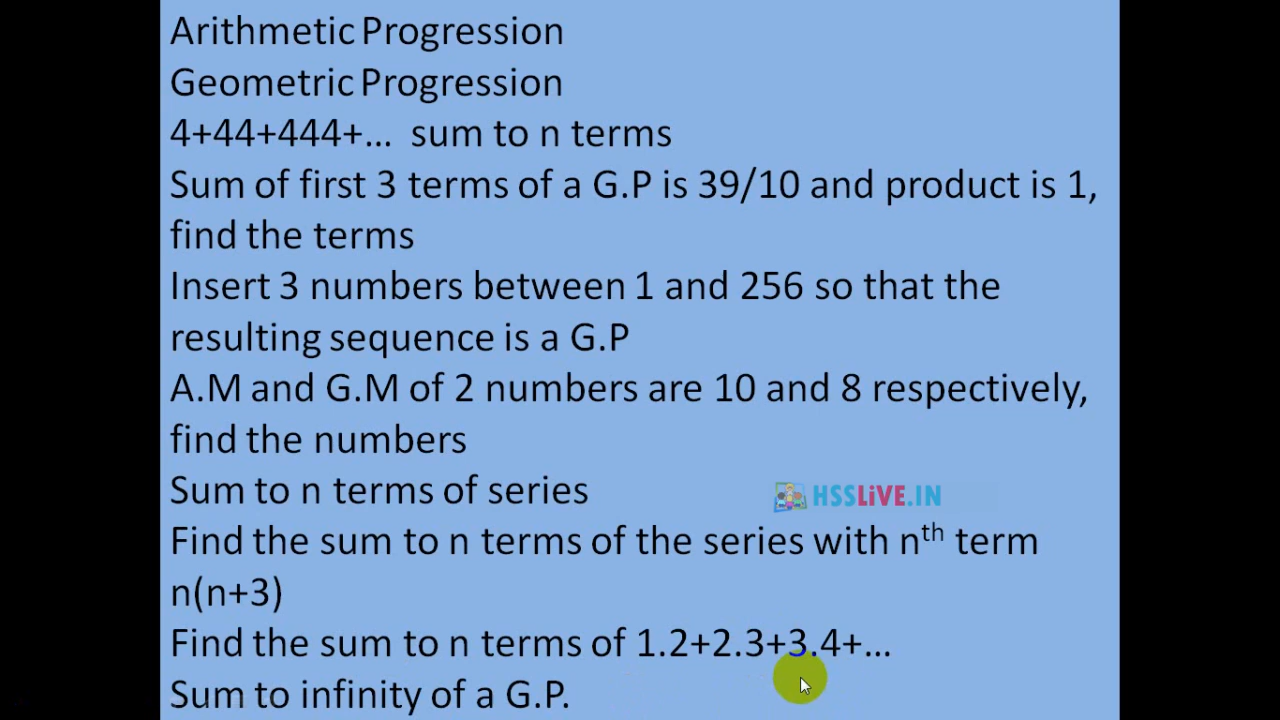 Arithmetic Progression
Geometric Progression
4+44+444+... sum to n terms
Sum of first 3 terms of a G.P is 39/10 and product is 1,
find the terms
Insert 3 numbers between 1 and 256 so that the
resulting sequence is a G.P
A.M and G.M of 2 numbers are 10 and 8 respectively,
find the numbers
Sum to n terms of series
HSSLiVE.IN
Find the sum to n terms of the series with nᵗʰ term
n(n+3)
Find the sum to n terms of 1.2+2.3+3.4+...
Sum to infinity of a G.P.